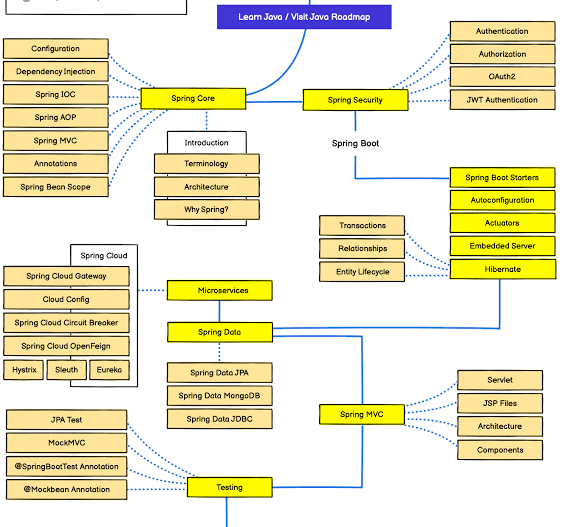 Learn Java / Visit Java Roadmap
Configuration
Dependency Injection
Spring IOC
Spring AOP
Spring MVC
Annotations
Spring Bean Scope
Spring Core
Introduction
Terminology
Architecture
Why Spring?
Spring Security
Authentication
Authorization
OAuth2
JWT Authentication
Spring Boot
Spring Boot Starters
Autoconfiguration
Actuators
Embedded Server
Hibernate
Transactions
Relationships
Entity Lifecycle
Spring Cloud
Spring Cloud Gateway
Cloud Config
Spring Cloud Circuit Breaker
Spring Cloud OpenFeign
Hystrix
Sleuth
Eureka
Microservices
Spring Data
Spring Data JPA
Spring Data MongoDB
Spring Data JDBC
Spring MVC
Servlet
JSP Files
Architecture
Components
JPA Test
MockMVC
@SpringBootTest Annotation
@Mockbean Annotation
Testing